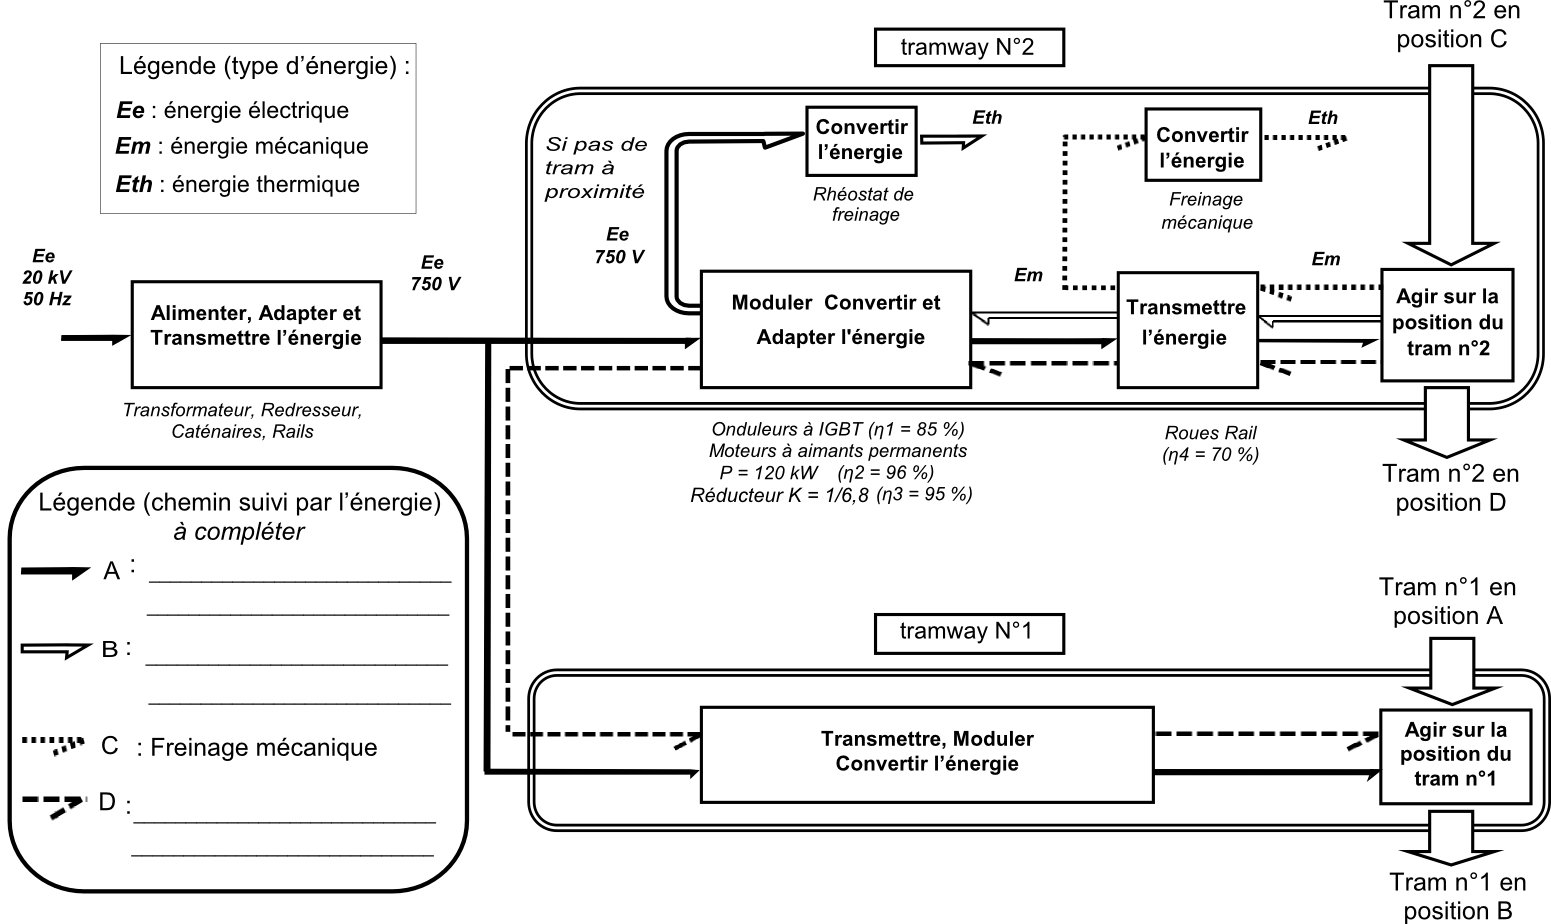 Légende (type d’énergie) :
Ee : énergie électrique
Em : énergie mécanique
Eth : énergie thermique
tramway N°2
Tram n°2 en
position C
Si pas de
tram à
proximité
Convertir
l’énergie
Eth
Rhéostat de
freinage
Convertir
l’énergie
Eth
Freinage
mécanique
Ee
20 kV
50 Hz
Alimenter, Adapter et
Transmettre l’énergie
Transformateur, Redresseur,
Caténaires, Rails
Ee
750 V
Ee
750 V
Moduler Convertir et
Adapter l'énergie
Onduleurs à IGBT (η1 = 85 %)
Moteurs à aimants permanents
P = 120 kW (η2 = 96 %)
Réducteur K = 1/6,8 (η3 = 95 %)
Em
Transmettre
l’énergie
Roues Rail
(η4 = 70 %)
Em
Agir sur la
position du
tram n°2
Tram n°2 en
position D
Légende (chemin suivi par l’énergie)
à compléter
A :
B :
C : Freinage mécanique
D :
tramway N°1
Tram n°1 en
position A
Transmettre, Moduler
Convertir l’énergie
Agir sur la
position du
tram n°1
Tram n°1 en
position B